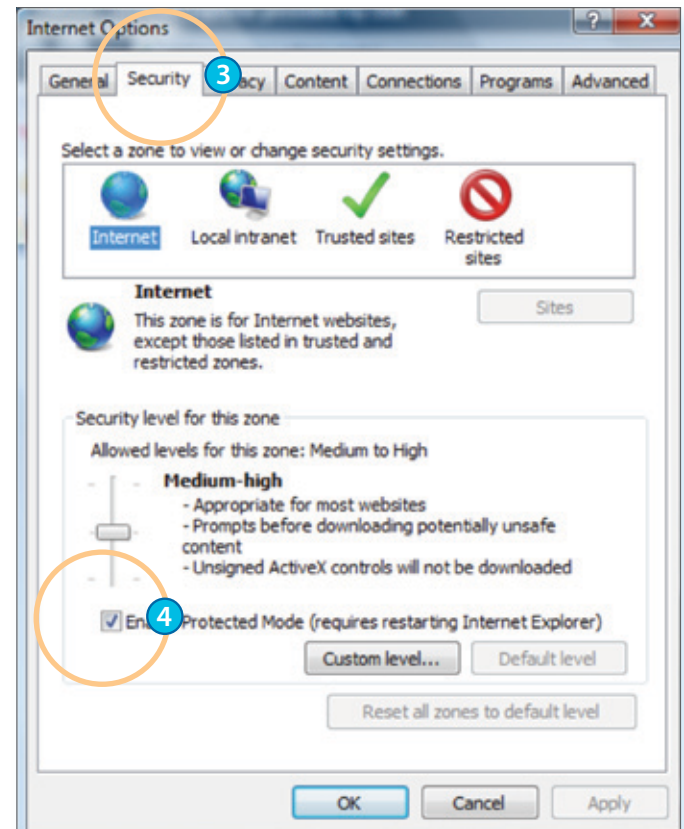 Internet Options
General Security 3 acy Content Connections Programs Advanced
Select a zone to view or change security settings.
Internet Local intranet Trusted sites Restricted
sites
Internet
This zone is for Internet websites,
except those listed in trusted and
restricted zones.
Sites
Security level for this zone
Allowed levels for this zone: Medium to High
Medium-high
- Appropriate for most websites
- Prompts before downloading potentially unsafe
content
- Unsigned ActiveX controls will not be downloaded
4 Protected Mode (requires restarting Internet Explorer)
Custom level... Default level
Reset all zones to default level
OK Cancel Apply